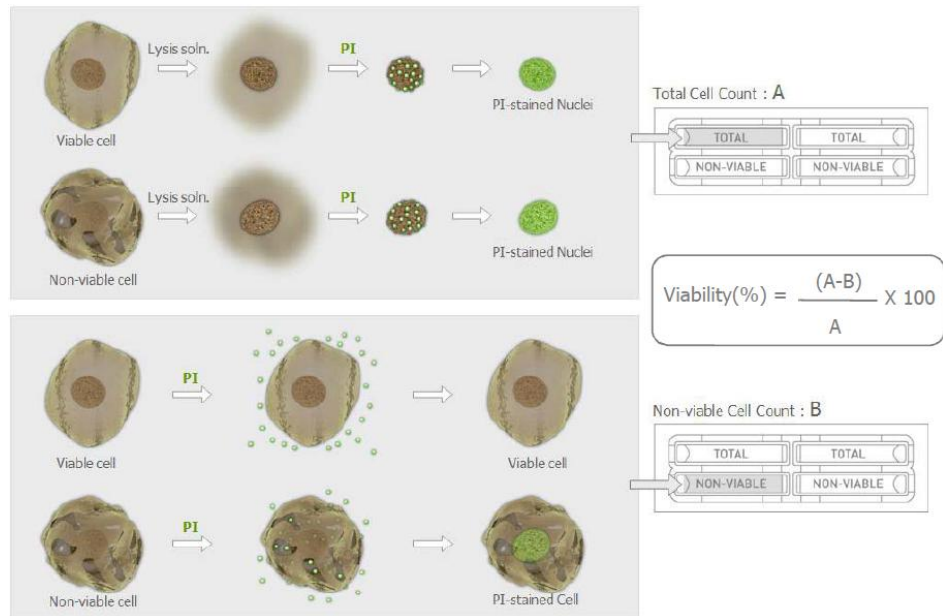 Lysis soln.
PI
Viable cell
PI-stained Nuclei
Lysis soln.
PI
Non-viable cell
PI-stained Nuclei
Total Cell Count : A
TOTAL TOTAL
NON-VIABLE NON-VIABLE
Viability(%) = (A-B) X 100
A
PI
Viable cell
Viable cell
PI
Non-viable cell
PI-stained Cell
Non-viable Cell Count : B
TOTAL TOTAL
NON-VIABLE NON-VIABLE